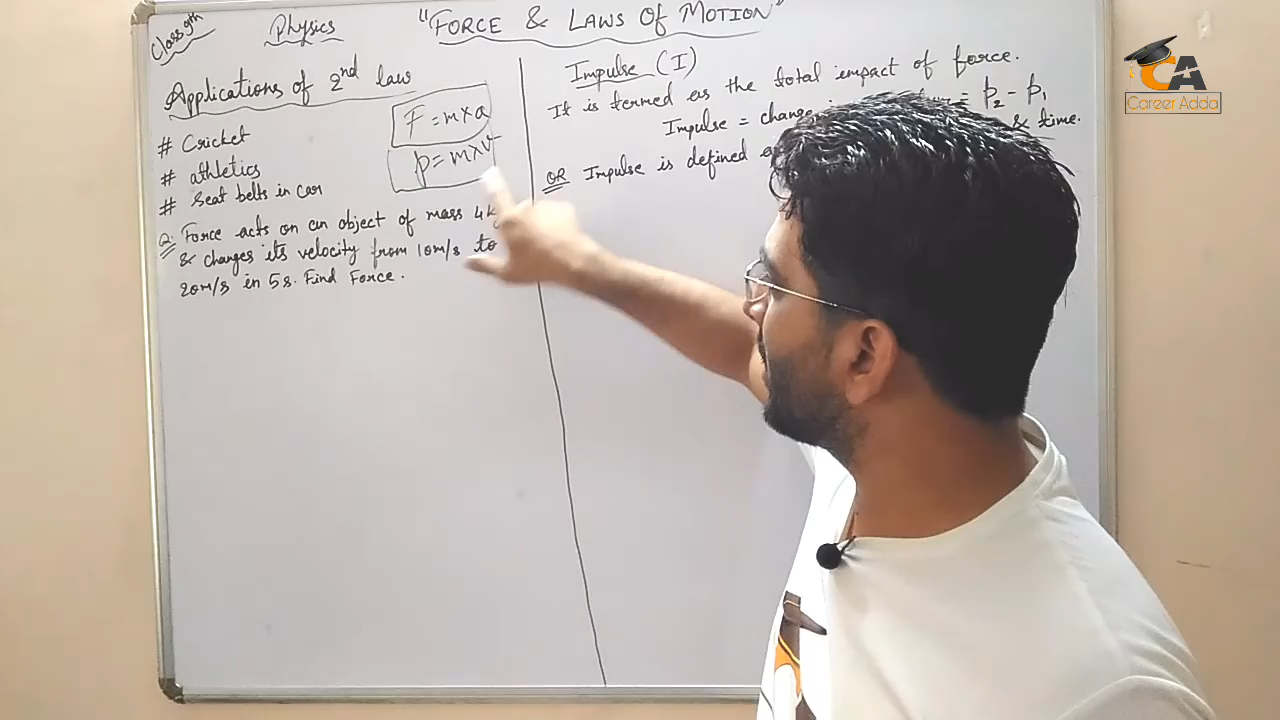 Class 9th
Physics
"FORCE & LAWS OF MOTION"
Applications of 2nd law
# Cricket
# athletics
# Seat belts in car
F = m×a
p = m×v
Q. Force acts on an object of mass 4k
& changes its velocity from 10m/s to
20m/s in 5s. Find Force.
Impulse (I)
It is termed as the total impact of force.
Impulse = change = p2 - p1
OR Impulse is defined & time.
CA
Career Adda